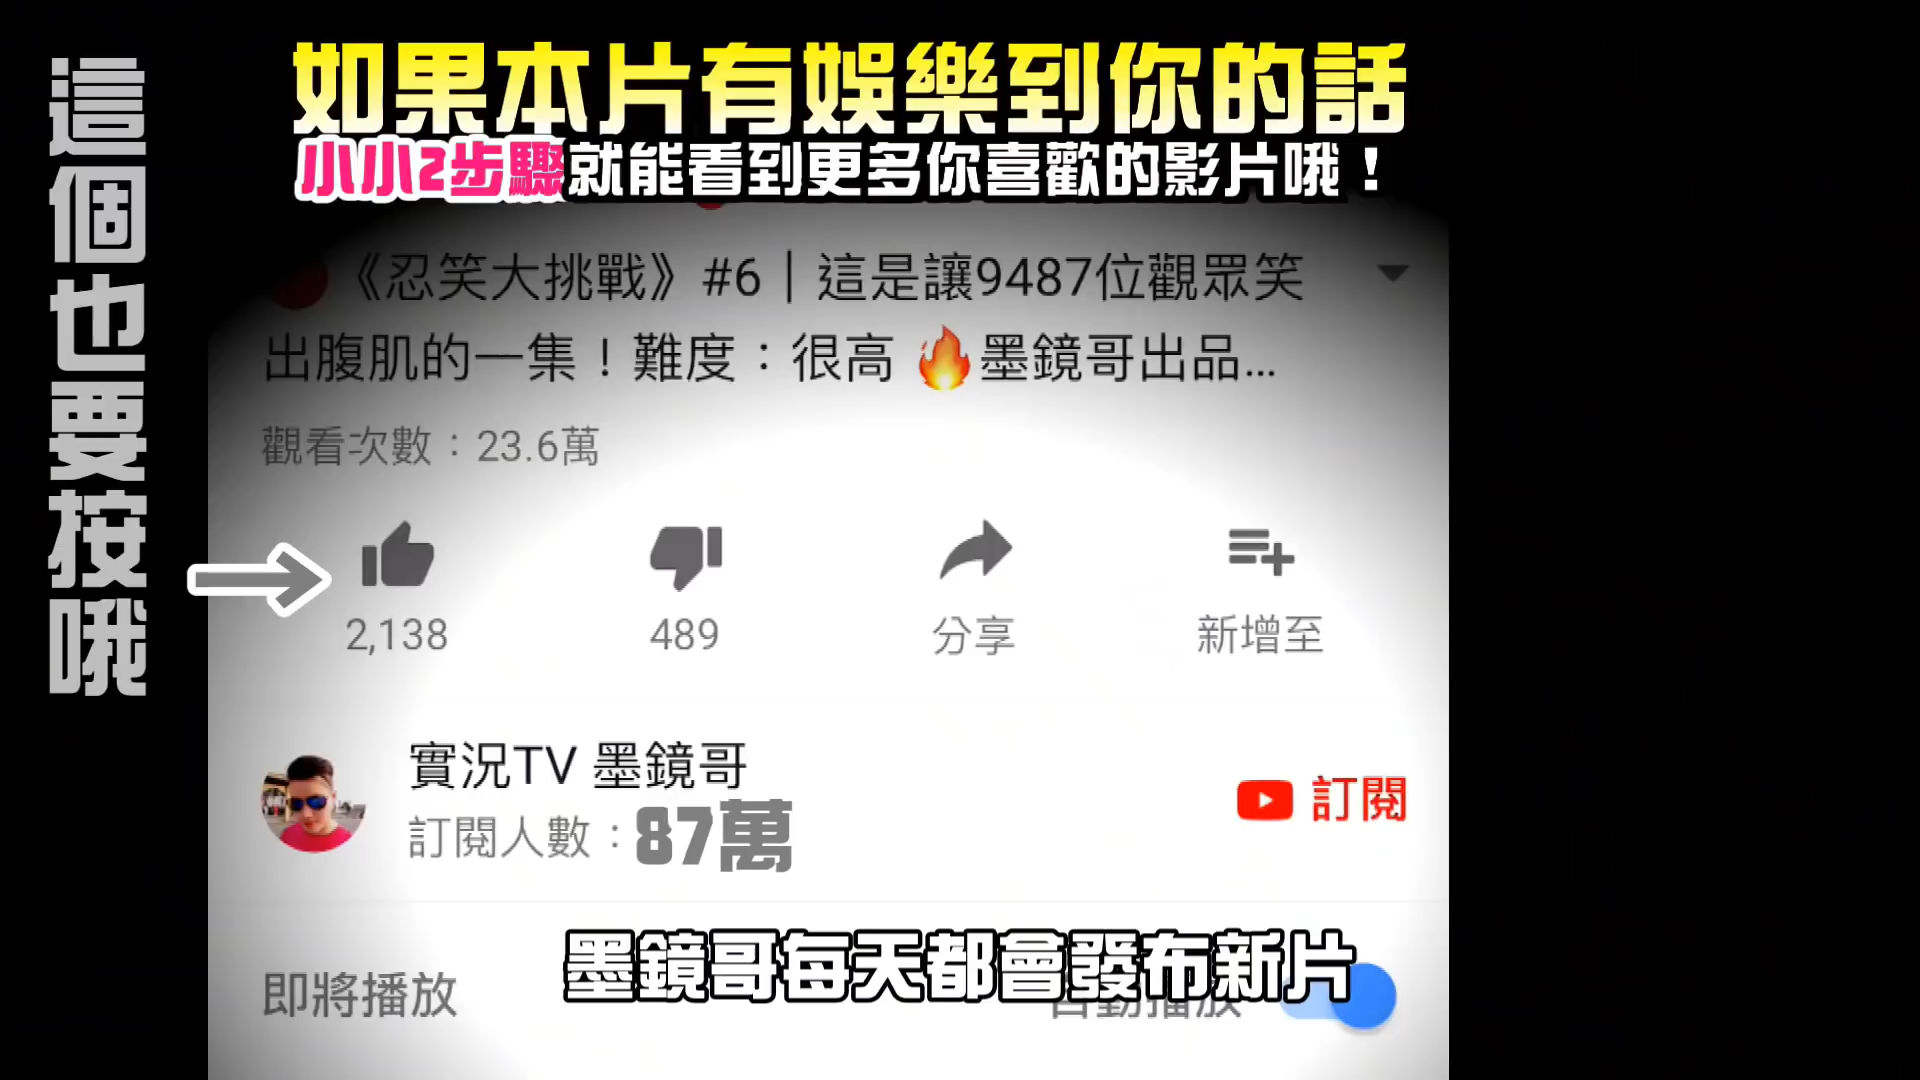 如果本片有娛樂到你的話
小小2步驟就能看到更多你喜歡的影片哦！
這個也要按哦
《忍笑大挑戰》#6｜這是讓9487位觀眾笑
出腹肌的一集！難度：很高 🔥墨鏡哥出品...
觀看次數：23.6萬
2,138
489
分享
新增至
實況TV 墨鏡哥
訂閱人數：87萬
訂閱
墨鏡哥每天都會發布新片
即將播放
自動播放